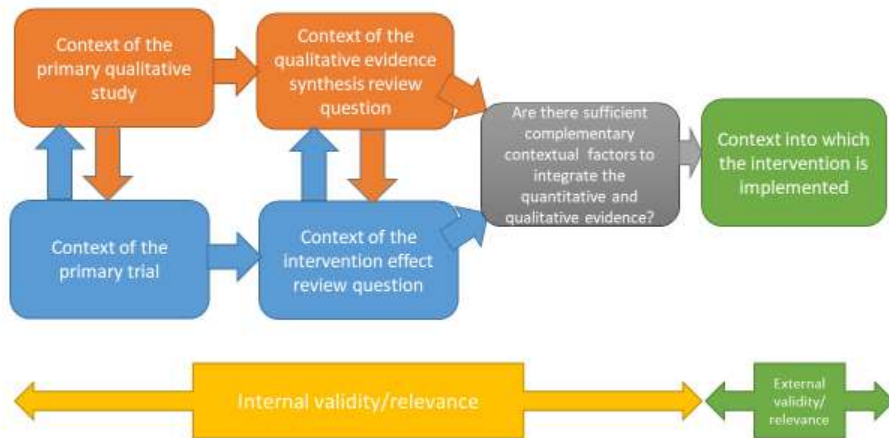 Context of the
primary qualitative
study
Context of the
qualitative evidence
synthesis review
question
Are there sufficient
complementary
contextual factors to
integrate the
quantitative and
qualitative evidence?
Context into which
the intervention is
implemented
Context of the
primary trial
Context of the
intervention effect
review question
Internal validity/relevance
External
validity/
relevance